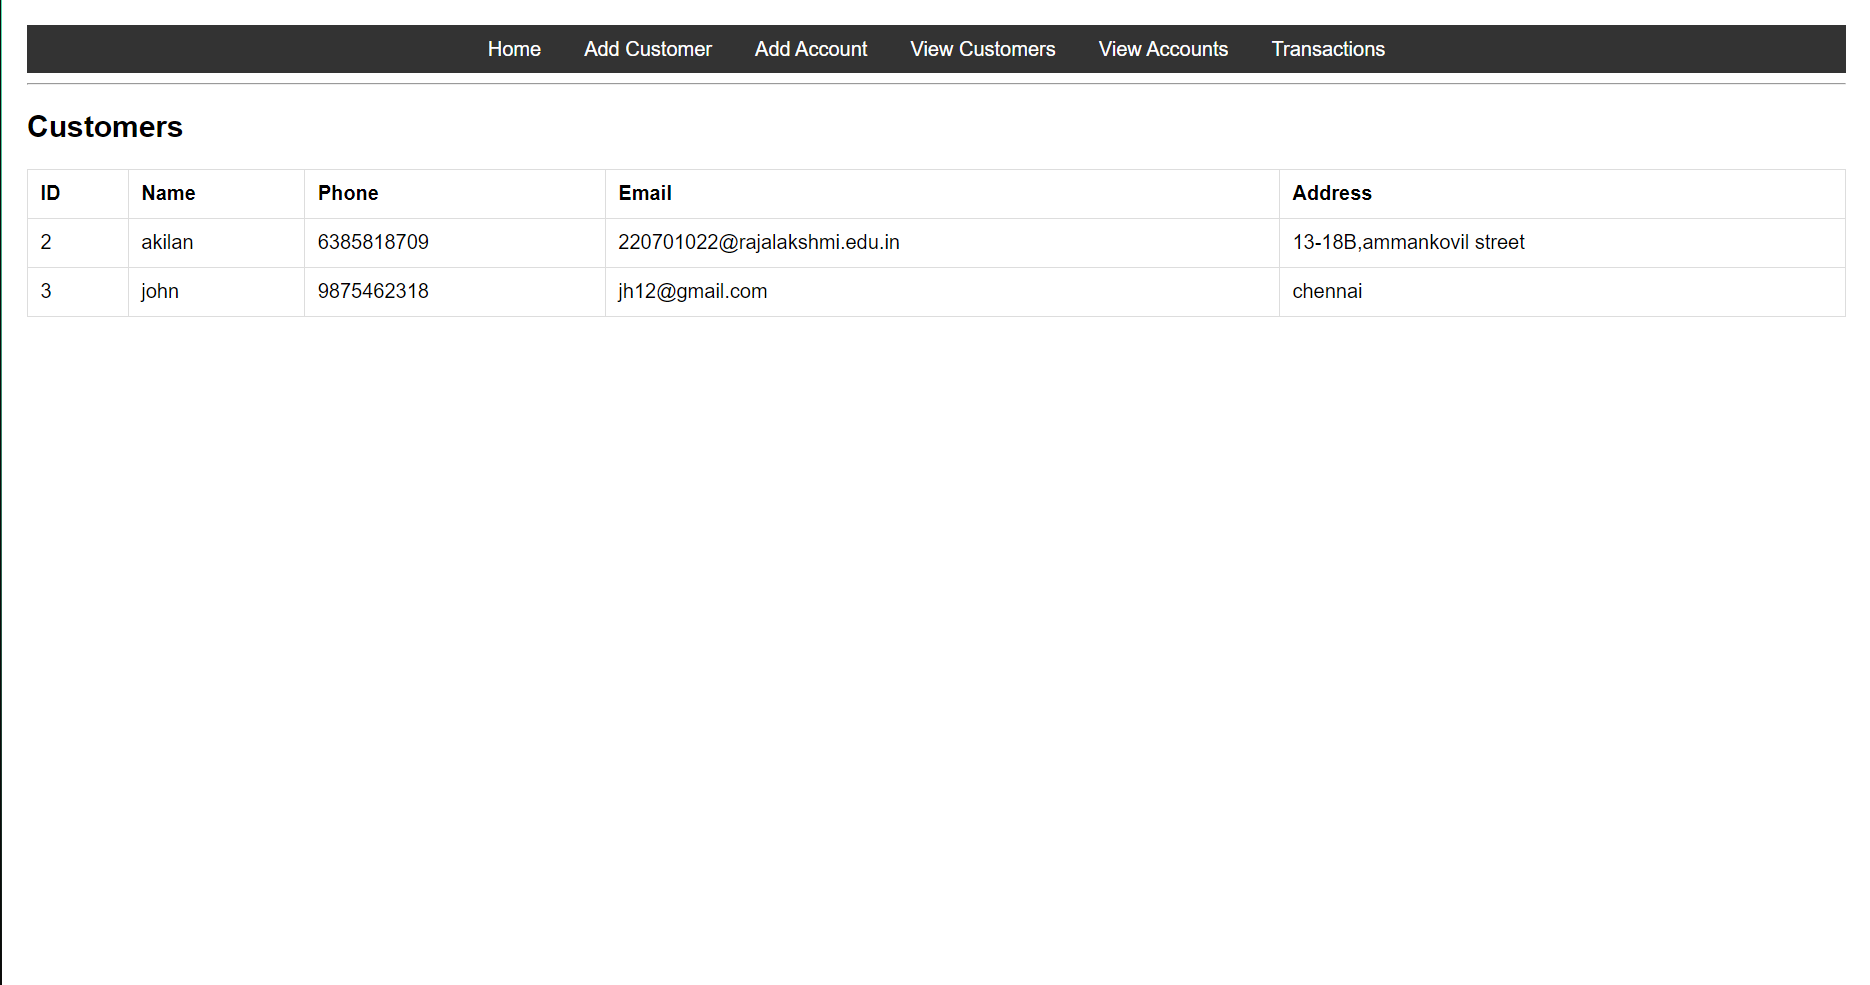 Home Add Customer Add Account View Customers View Accounts Transactions
Customers
ID Name Phone Email Address
2 akilan 6385818709 220701022@rajalakshmi.edu.in 13-18B,ammankovil street
3 john 9875462318 jh12@gmail.com chennai